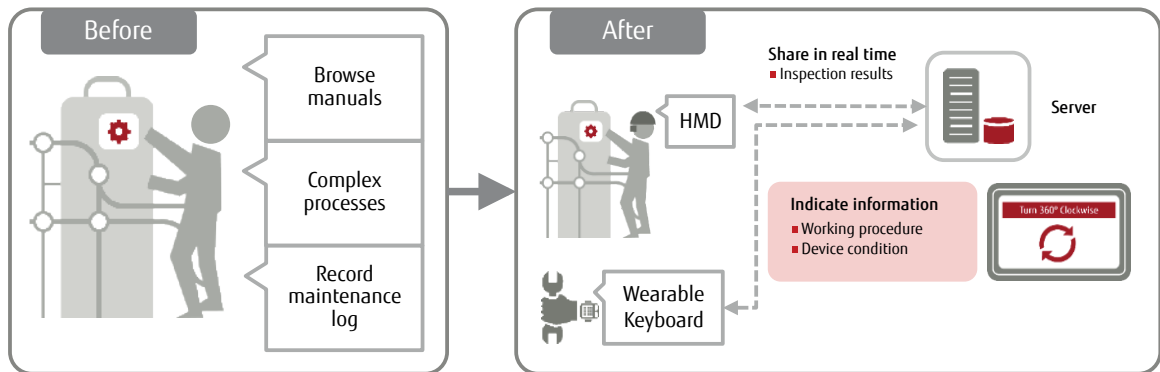 Before
Browse
manuals
Complex
processes
Record
maintenance
log
After
HMD
Share in real time
Inspection results
Server
Indicate information
Working procedure
Device condition
Turn 360° Clockwise
Wearable
Keyboard